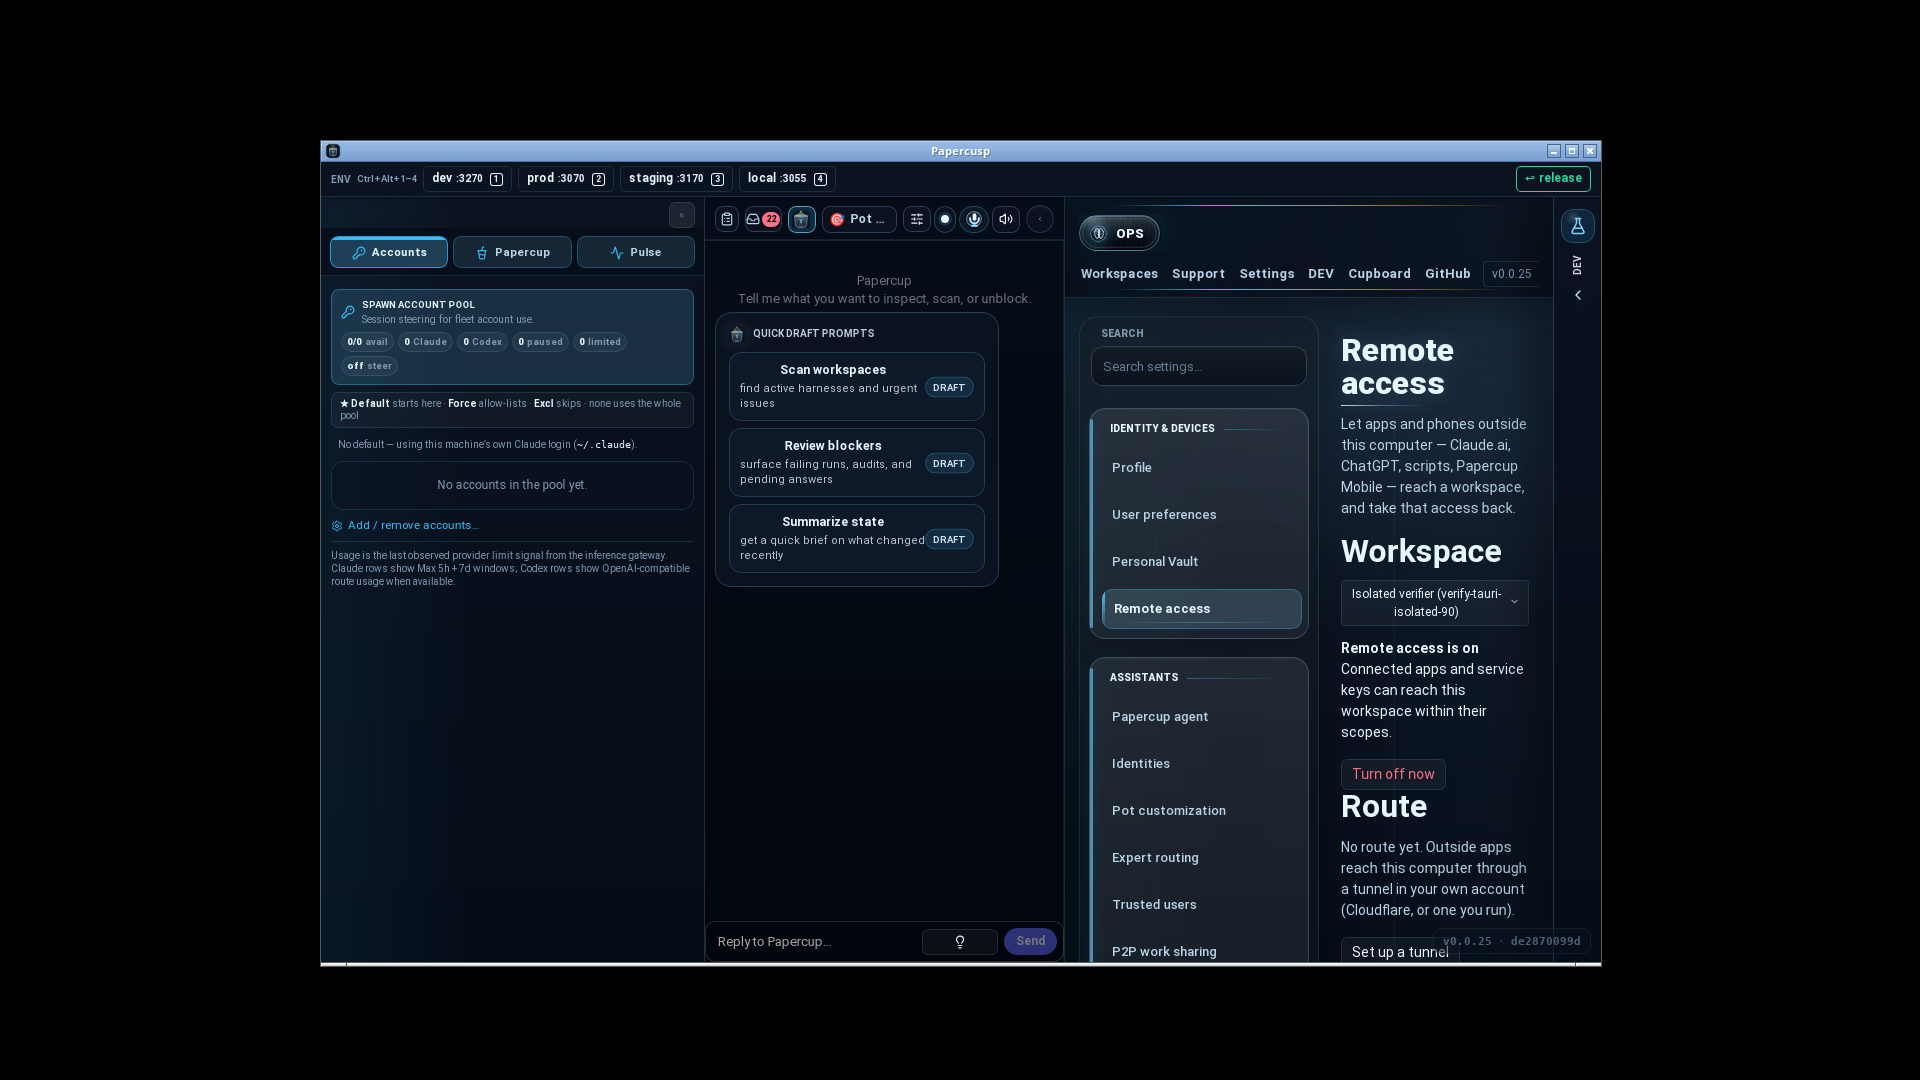 Papercusp
ENV Ctrl+Alt+1–4 dev :3270 1 prod :3070 2 staging :3170 3 local :3055 4 ↩ release
Accounts Papercup Pulse
SPAWN ACCOUNT POOL
Session steering for fleet account use.
0/0 avail 0 Claude 0 Codex 0 paused 0 limited
off steer
★ Default starts here · Force allow-lists · Excl skips · none uses the whole
pool
No default — using this machine's own Claude login (~/.claude).
No accounts in the pool yet.
Add / remove accounts…
Usage is the last observed provider limit signal from the inference gateway.
Claude rows show Max 5h + 7d windows; Codex rows show OpenAI-compatible
route usage when available.
22 Pot ...
Papercup
Tell me what you want to inspect, scan, or unblock.
QUICK DRAFT PROMPTS
Scan workspaces
find active harnesses and urgent
issues
DRAFT
Review blockers
surface failing runs, audits, and
pending answers
DRAFT
Summarize state
get a quick brief on what changed
recently
DRAFT
Reply to Papercup...
Send
OPS
Workspaces Support Settings DEV Cupboard GitHub v0.0.25
SEARCH
Search settings...
IDENTITY & DEVICES
Profile
User preferences
Personal Vault
Remote access
ASSISTANTS
Papercup agent
Identities
Pot customization
Expert routing
Trusted users
P2P work sharing
Remote
access
Let apps and phones outside
this computer — Claude.ai,
ChatGPT, scripts, Papercup
Mobile — reach a workspace,
and take that access back.
Workspace
Isolated verifier (verify-tauri-
isolated-90)
Remote access is on
Connected apps and service
keys can reach this
workspace within their
scopes.
Turn off now
Route
No route yet. Outside apps
reach this computer through
a tunnel in your own account
(Cloudflare, or one you run).
Set up a tunnel
v0.0.25 · de2870099d
DEV